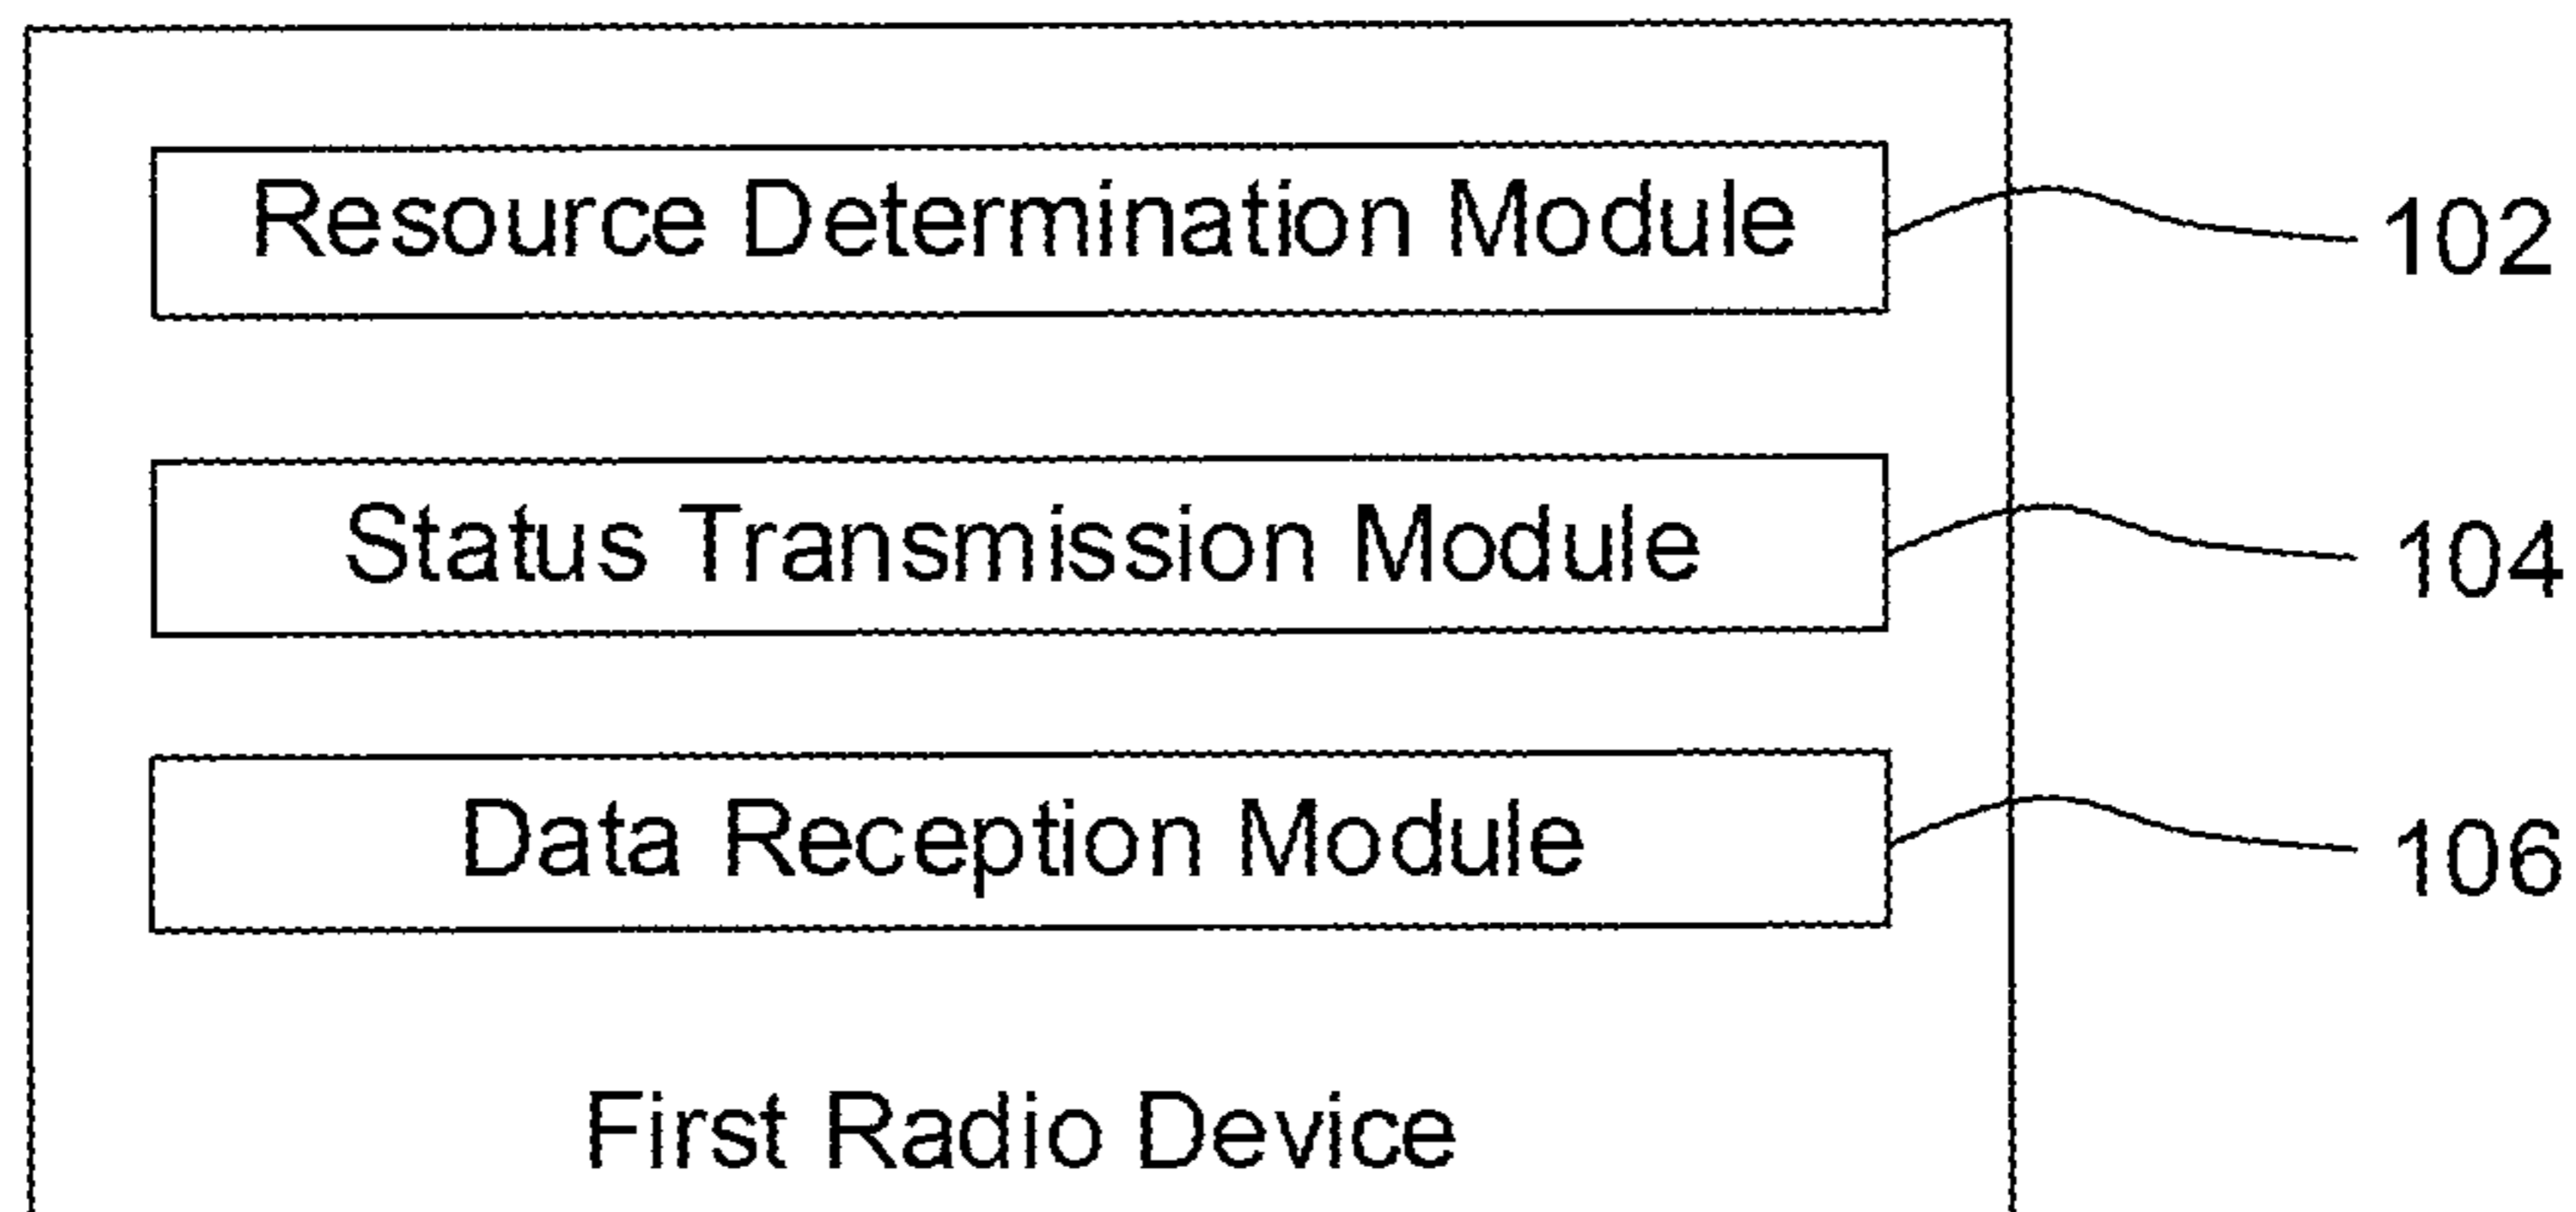 Resource Determination Module
102
Status Transmission Module
104
Data Reception Module
106
First Radio Device